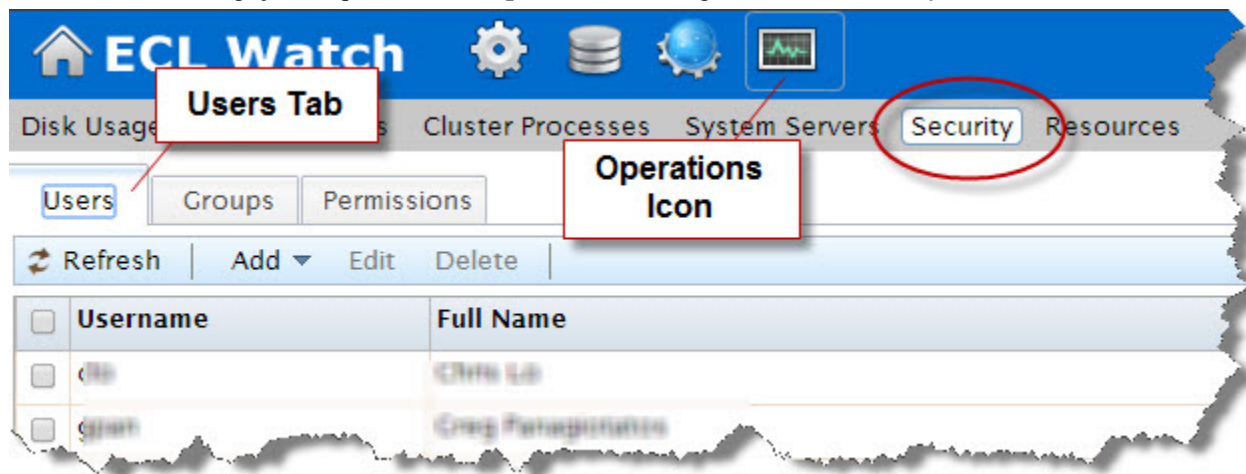 ECL Watch
Users Tab
Disk Usage s Cluster Processes System Servers Security Resources
Operations
Icon
Users Groups Permissions
Refresh Add Edit Delete
Username Full Name